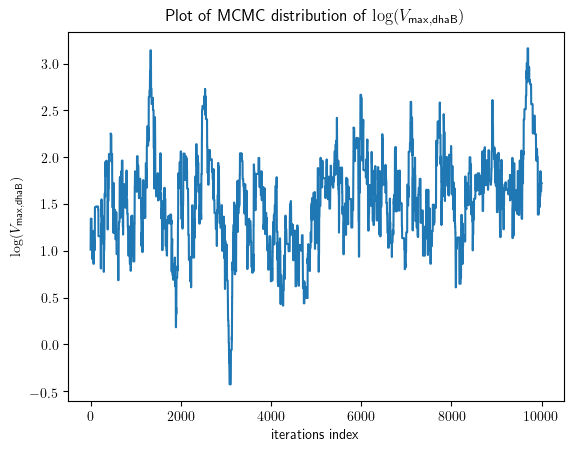 Plot of MCMC distribution of log(V_max,dhaB)
log(V_max,dhaB)
3.0
2.5
2.0
1.5
1.0
0.5
0.0
−0.5
0 2000 4000 6000 8000 10000
iterations index